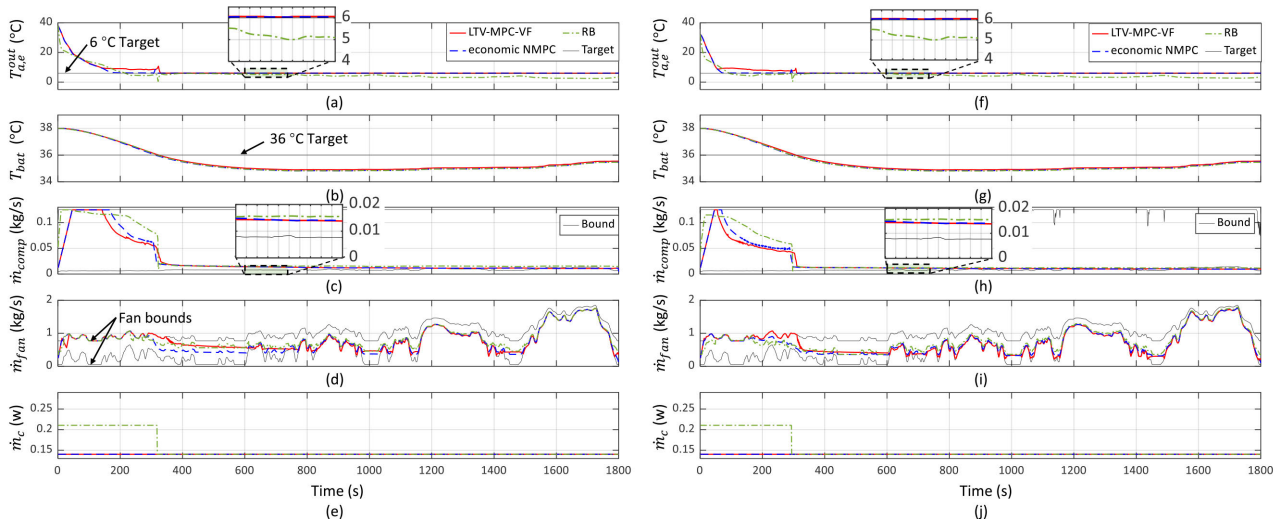 T_{a,e}^{out} (°C)
40
20
0
6 °C Target
6
5
4
LTV-MPC-VF
RB
economic NMPC
Target
(a)
T_{bat} (°C)
38
36
34
36 °C Target
(b)
ṁ_{comp} (kg/s)
0.1
0.05
0
0.02
0.01
0
Bound
(c)
ṁ_{fan} (kg/s)
2
1
0
Fan bounds
(d)
ṁ_c (w)
0.25
0.2
0.15
0 200 400 600 800 1000 1200 1400 1600 1800
Time (s)
(e)
T_{a,e}^{out} (°C)
40
20
0
6
5
4
LTV-MPC-VF
RB
economic NMPC
Target
(f)
T_{bat} (°C)
38
36
34
(g)
ṁ_{comp} (kg/s)
0.1
0.05
0
0.02
0.01
0
Bound
(h)
ṁ_{fan} (kg/s)
2
1
0
(i)
ṁ_c (w)
0.25
0.2
0.15
0 200 400 600 800 1000 1200 1400 1600 1800
Time (s)
(j)